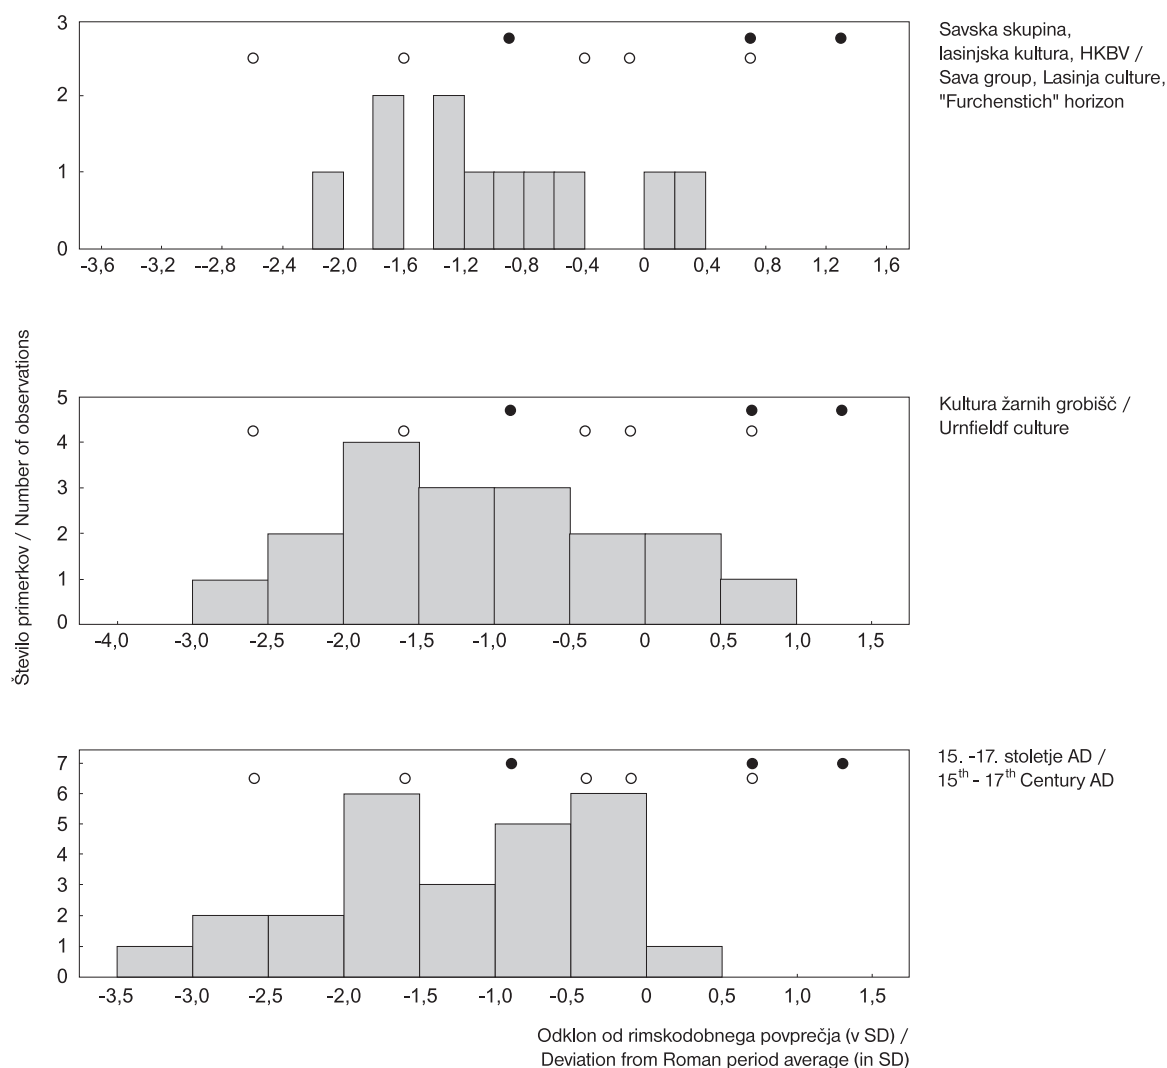 3
2
1
0
-3,6 -3,2 --2,8 -2,4 -2,0 -1,6 -1,2 -0,8 -0,4 0 0,4 0,8 1,2 1,6
Savska skupina,
lasinjska kultura, HKBV /
Sava group, Lasinja culture,
"Furchenstich" horizon
Število primerkov / Number of observations
5
4
3
2
1
0
-4,0 -3,0 -2,5 -2,0 -1,5 -1,0 -0,5 0 0,5 1,0 1,5
Kultura žarnih grobišč /
Urnfieldf culture
7
6
5
4
3
2
1
0
-3,5 -3,0 -2,5 -2,0 -1,5 -1,0 -0,5 0 0,5 1,0 1,5
15. -17. stoletje AD /
15th - 17th Century AD
Odklon od rimskodobnega povprečja (v SD) /
Deviation from Roman period average (in SD)